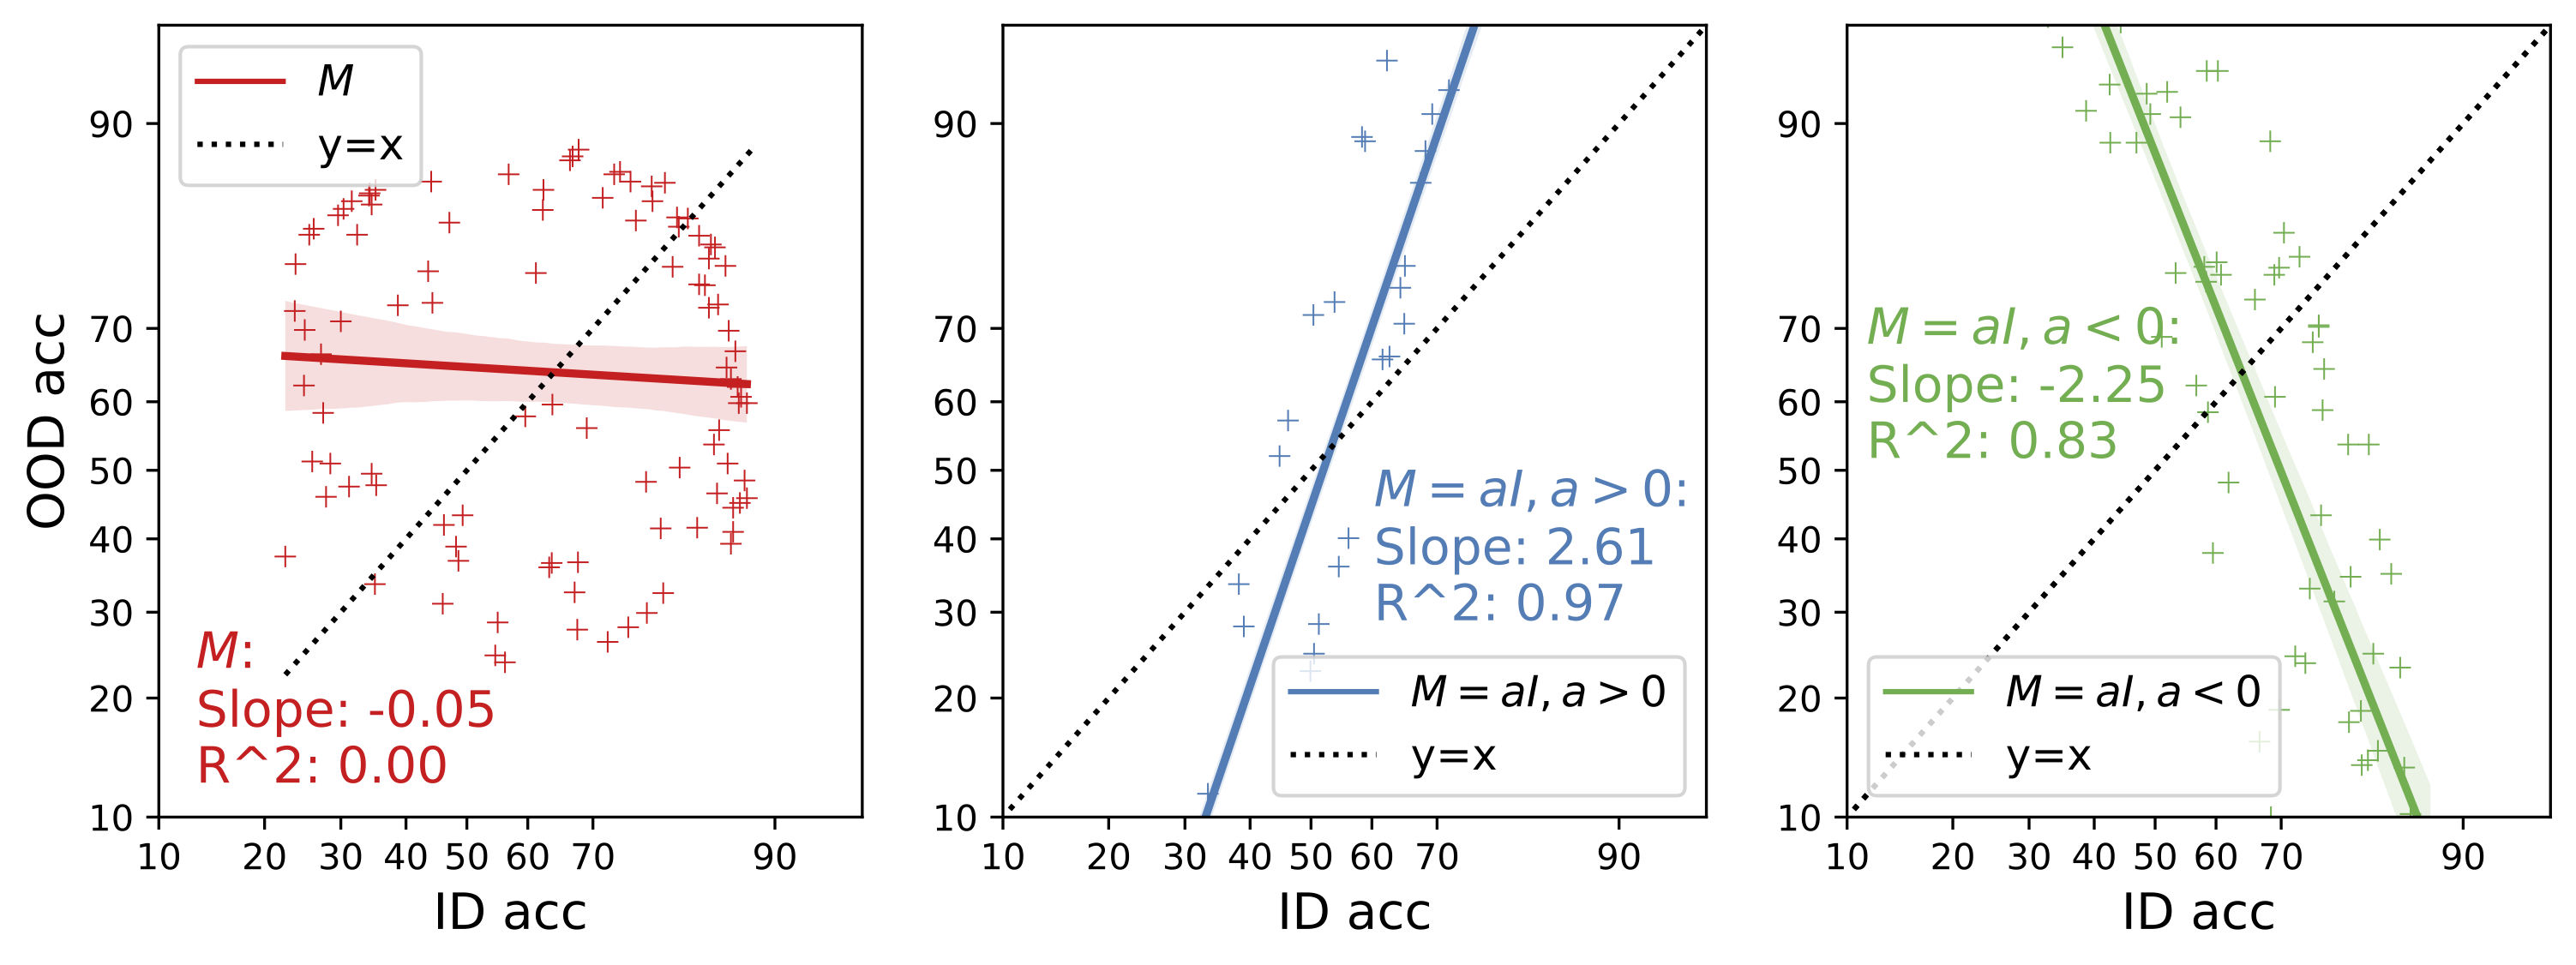 M
y=x
M:
Slope: -0.05
R^2: 0.00
OOD acc
90
70
60
50
40
30
20
10
10 20 30 40 50 60 70 90
ID acc
M = aI, a > 0:
Slope: 2.61
R^2: 0.97
M = aI, a > 0
y=x
90
70
60
50
40
30
20
10
10 20 30 40 50 60 70 90
ID acc
M = aI, a < 0:
Slope: -2.25
R^2: 0.83
M = aI, a < 0
y=x
90
70
60
50
40
30
20
10
10 20 30 40 50 60 70 90
ID acc